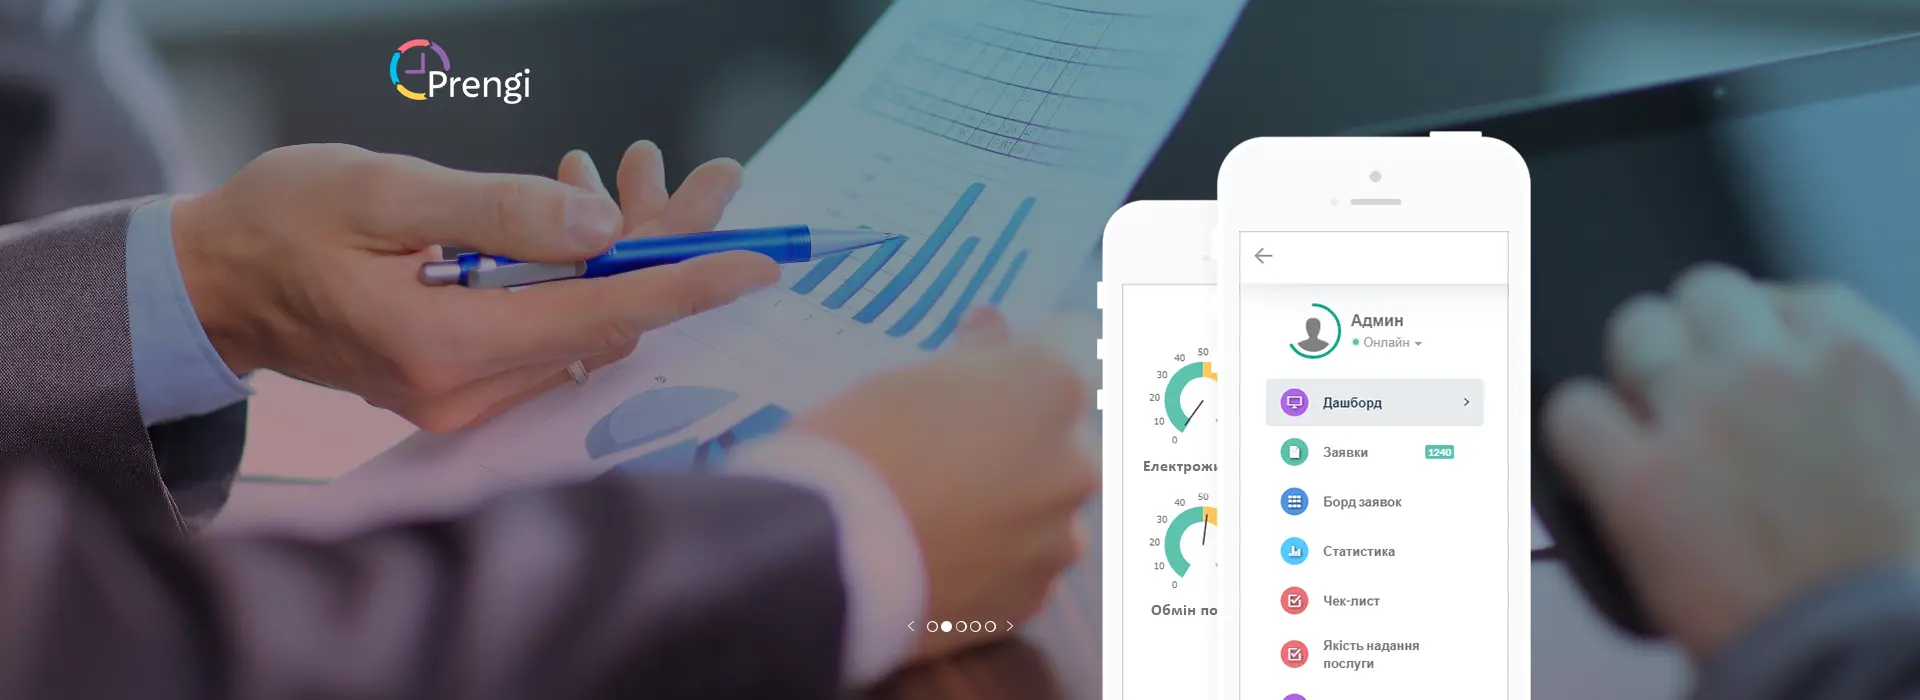 Prengi
50
40
30
20
10
0
Електрожи
50
40
30
20
10
0
Обмін по
Админ
Онлайн
Дашборд
Заявки 1240
Борд заявок
Статистика
Чек-лист
Якість надання
послуги